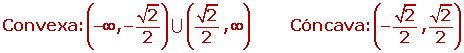 Convexa: (-∞, -√2/2) ∪ (√2/2, ∞) Cóncava: (-√2/2, √2/2)